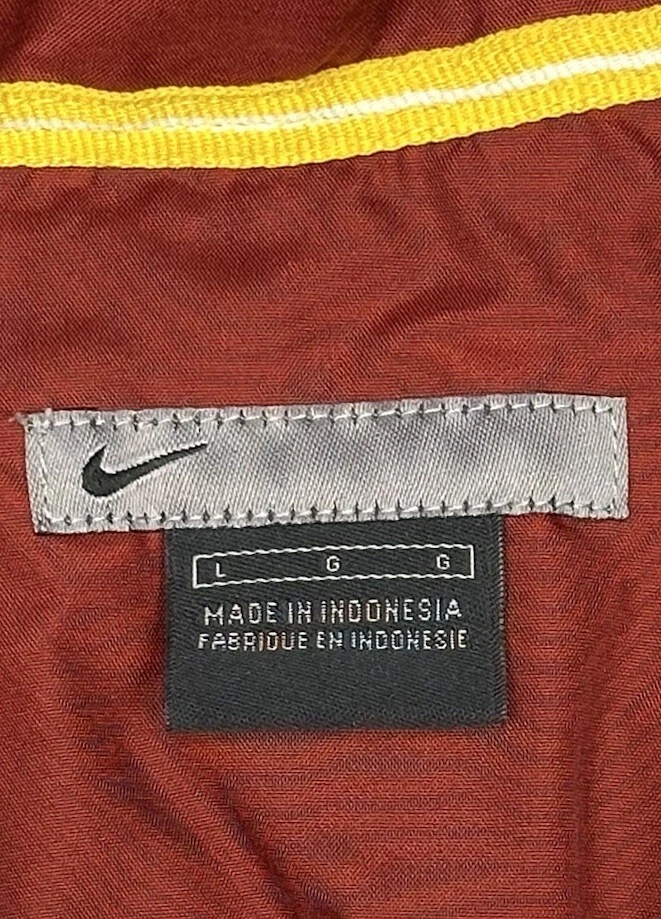 L G G
MADE IN INDONESIA
FABRIQUE EN INDONESIE